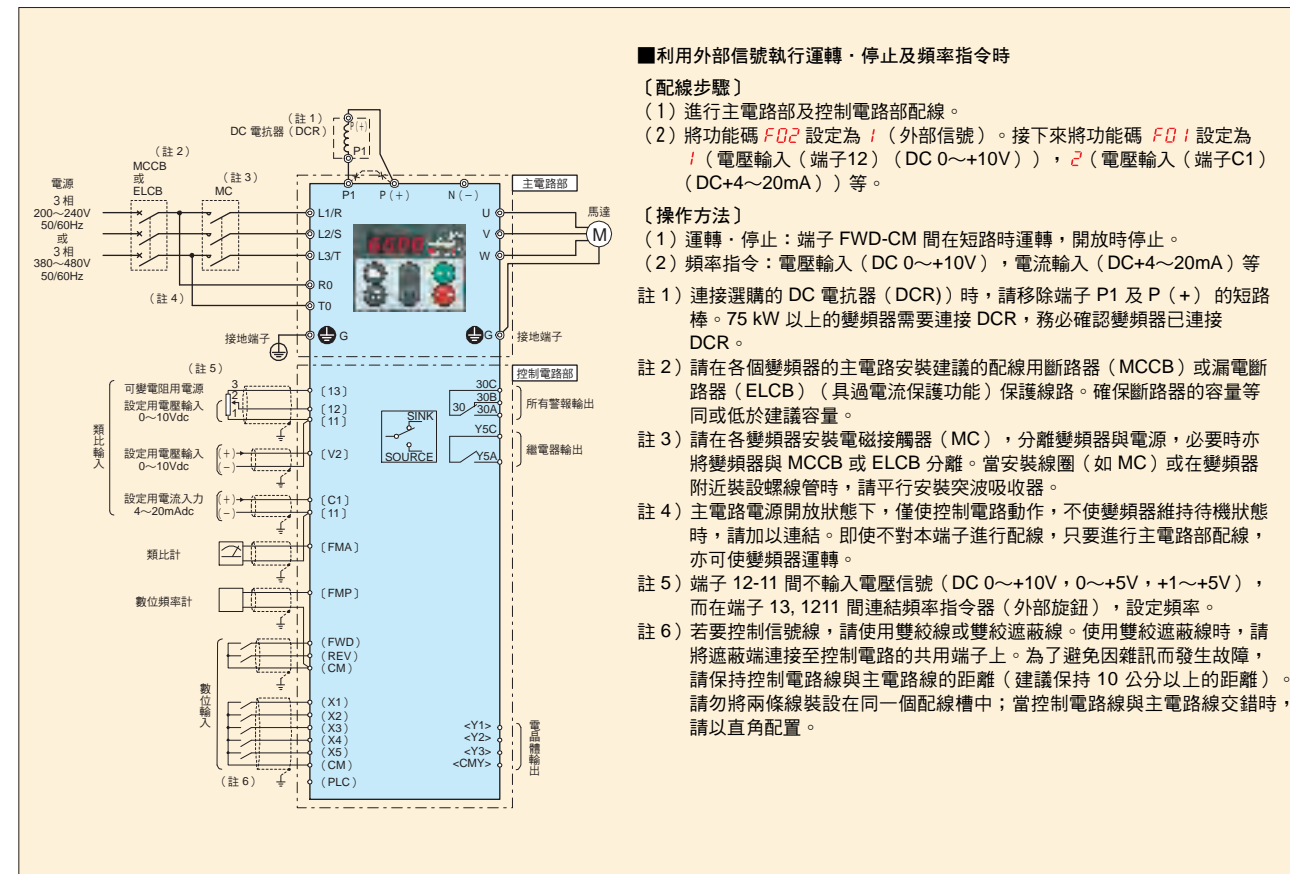 （註 1）
DC 電抗器（DCR）
P(+)
P1
（註 2）
MCCB
或
ELCB
（註 3）
MC
電源
3 相
200～240V
50/60Hz
或
3 相
380～480V
50/60Hz
（註 4）
主電路部
P1
P(+)
N(−)
L1/R
L2/S
L3/T
R0
T0
U
V
W
馬達
M
接地端子
G
G
接地端子
控制電路部
（註 5）
類比輸入
可變電阻用電源
設定用電壓輸入
0～10Vdc
3
2
1
〔13〕
〔12〕
〔11〕
設定用電壓輸入
0～10Vdc
(+)
(−)
〔V2〕
設定用電流入力
4～20mAdc
(+)
(−)
〔C1〕
〔11〕
類比計
〔FMA〕
數位頻率計
〔FMP〕
數位輸入
（FWD）
（REV）
（CM）
（X1）
（X2）
（X3）
（X4）
（X5）
（CM）
（PLC）
（註 6）
SINK
SOURCE
30C
30B
30
30A
所有警報輸出
Y5C
Y5A
繼電器輸出
<Y1>
<Y2>
<Y3>
<CMY>
電晶體輸出
■利用外部信號執行運轉・停止及頻率指令時
〔配線步驟〕
（1）進行主電路部及控制電路部配線。
（2）將功能碼 F02 設定為 1（外部信號）。接下來將功能碼 F01 設定為
1（電壓輸入（端子12）（DC 0～+10V）），2（電壓輸入（端子C1）
（DC+4～20mA））等。
〔操作方法〕
（1）運轉・停止：端子 FWD-CM 間在短路時運轉，開放時停止。
（2）頻率指令：電壓輸入（DC 0～+10V），電流輸入（DC+4～20mA）等
註 1）連接選購的 DC 電抗器（DCR)）時，請移除端子 P1 及 P（+） 的短路
棒。75 kW 以上的變頻器需要連接 DCR，務必確認變頻器已連接
DCR。
註 2）請在各個變頻器的主電路安裝建議的配線用斷路器（MCCB）或漏電斷
路器（ELCB）（具過電流保護功能）保護線路。確保斷路器的容量等
同或低於建議容量。
註 3）請在各變頻器安裝電磁接觸器（MC），分離變頻器與電源，必要時亦
將變頻器與 MCCB 或 ELCB 分離。當安裝線圈（如 MC）或在變頻器
附近裝設螺線管時，請平行安裝突波吸收器。
註 4）主電路電源開放狀態下，僅使控制電路動作，不使變頻器維持待機狀態
時，請加以連結。即使不對本端子進行配線，只要進行主電路部配線，
亦可使變頻器運轉。
註 5）端子 12-11 間不輸入電壓信號（DC 0～+10V，0～+5V，+1～+5V），
而在端子 13, 1211 間連結頻率指令器（外部旋鈕），設定頻率。
註 6）若要控制信號線，請使用雙絞線或雙絞遮蔽線。使用雙絞遮蔽線時，請
將遮蔽端連接至控制電路的共用端子上。為了避免因雜訊而發生故障，
請保持控制電路線與主電路線的距離（建議保持 10 公分以上的距離）。
請勿將兩條線裝設在同一個配線槽中；當控制電路線與主電路線交錯時，
請以直角配置。